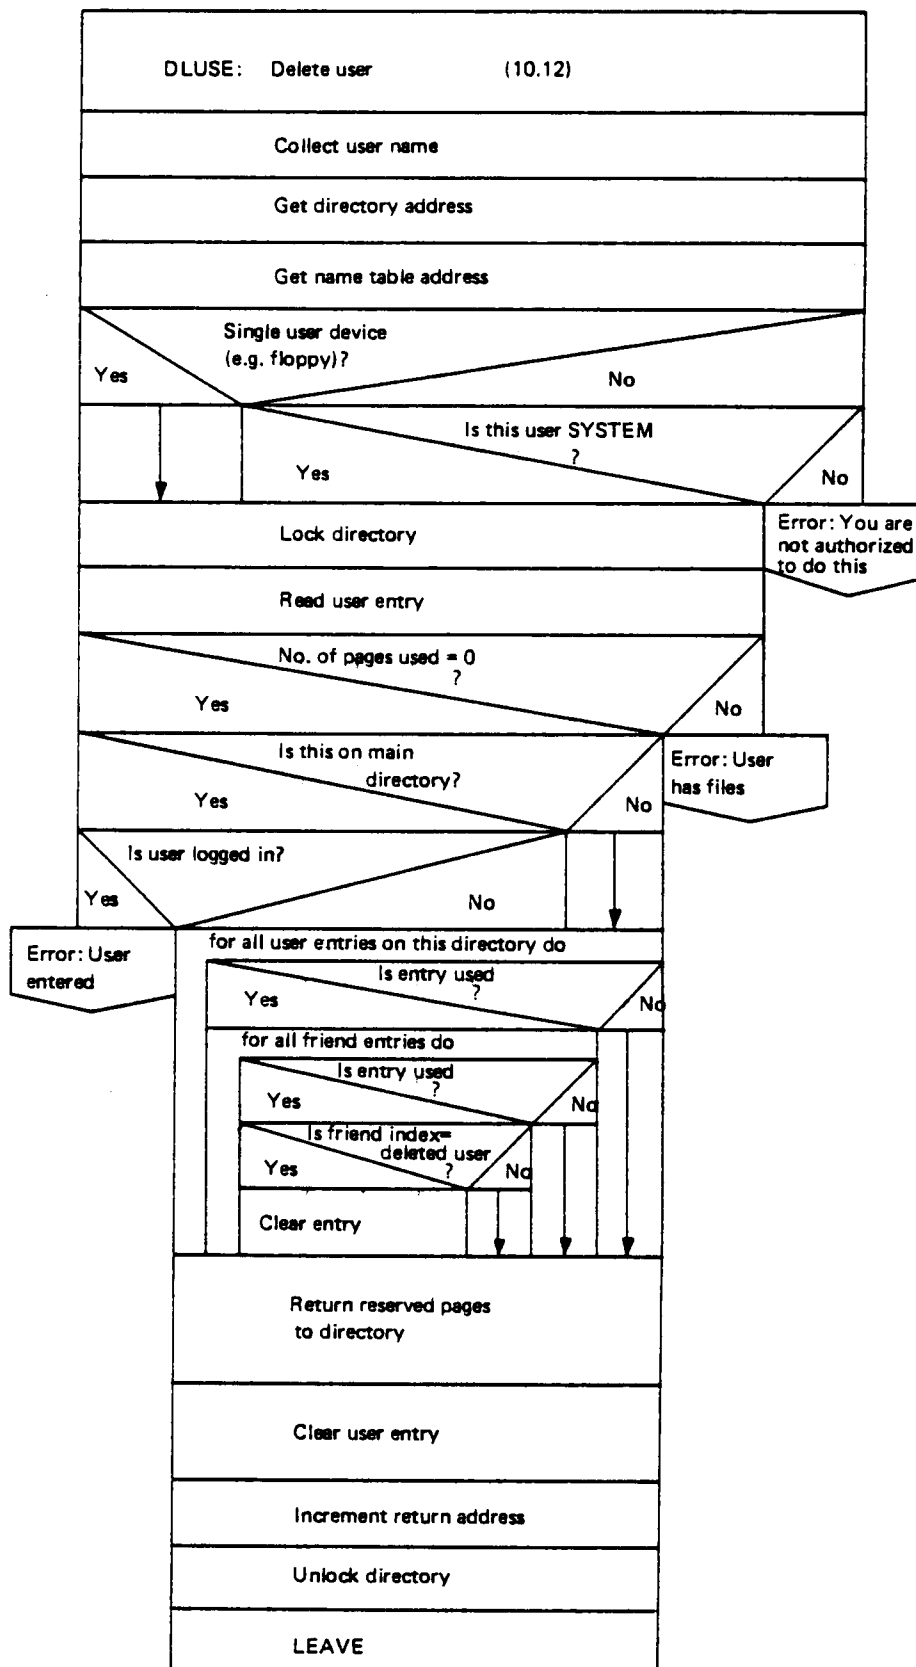 DLUSE: Delete user (10.12)
Collect user name
Get directory address
Get name table address
Single user device
(e.g. floppy)?
Yes
No
Is this user SYSTEM
?
Yes
No
Lock directory
Error: You are
not authorized
to do this
Read user entry
No. of pages used = 0
?
Yes
No
Is this on main
directory?
Yes
No
Error: User
has files
Is user logged in?
Yes
No
Error: User
entered
for all user entries on this directory do
Is entry used
?
Yes
No
for all friend entries do
Is entry used
?
Yes
No
Is friend index=
deleted user
?
Yes
No
Clear entry
Return reserved pages
to directory
Clear user entry
Increment return address
Unlock directory
LEAVE